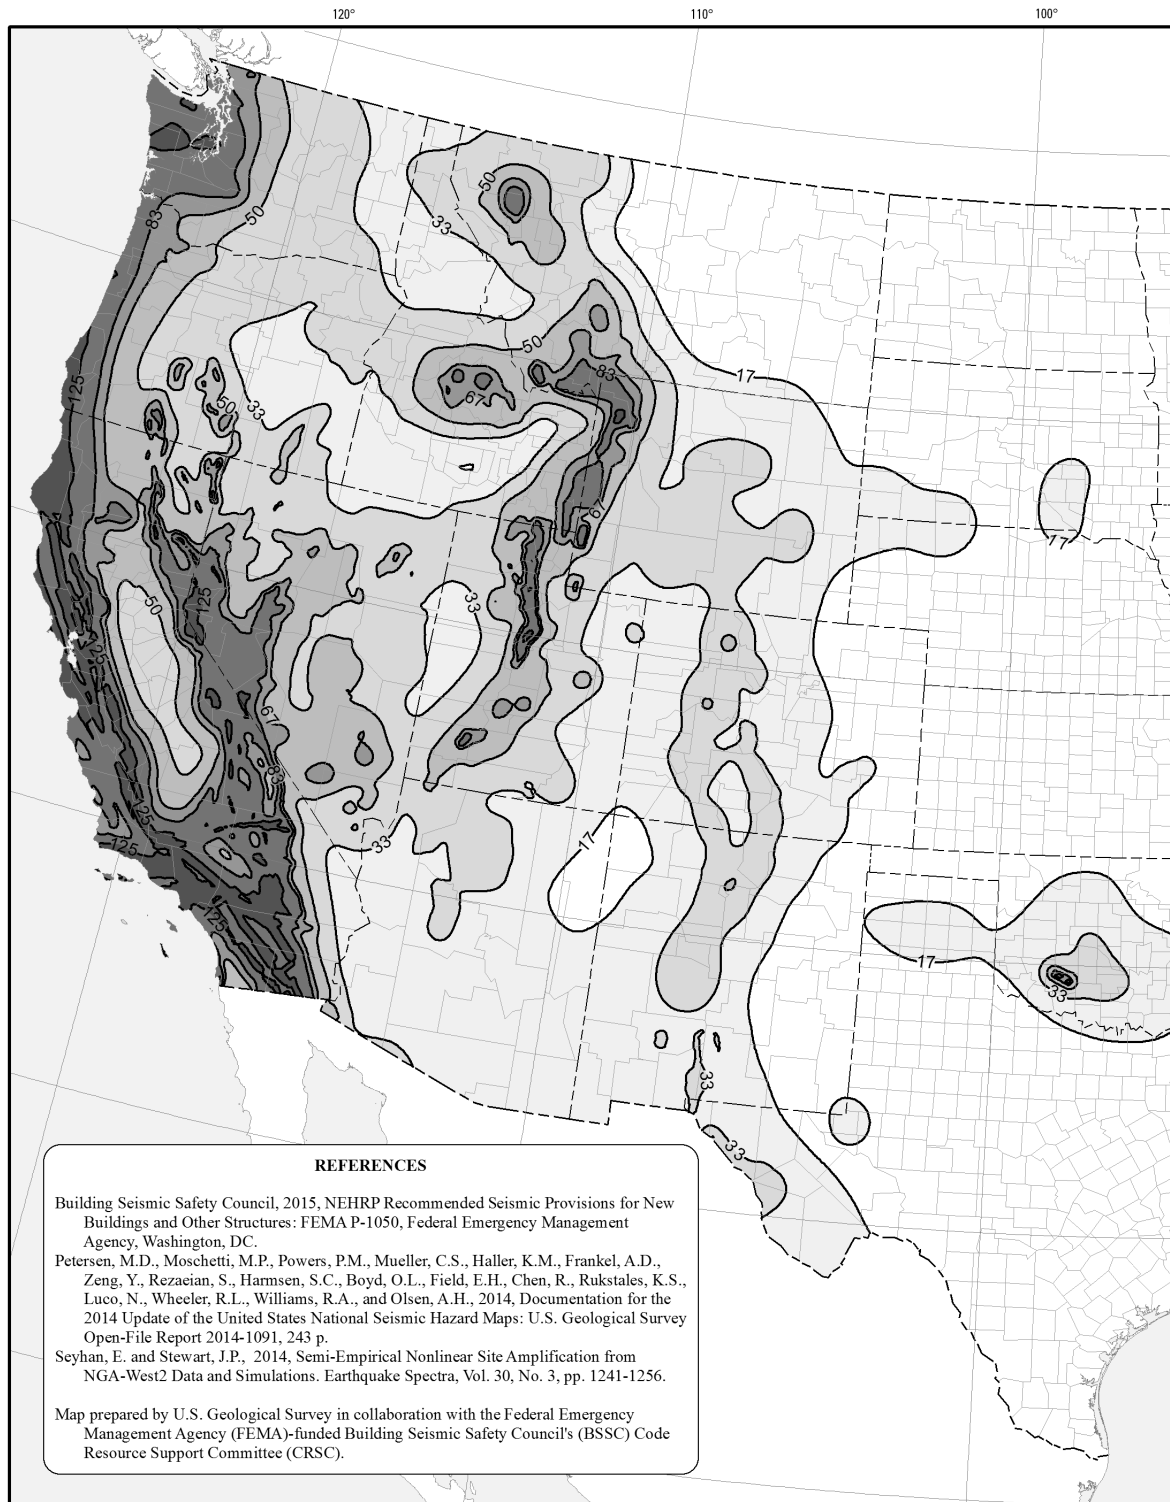 120°
110°
100°
50
83
50
33
50
125
50
33
67
83
17
67
17
50
125
33
125
67
83
125
125
33
17
125
17
33
33
33
REFERENCES
Building Seismic Safety Council, 2015, NEHRP Recommended Seismic Provisions for New
Buildings and Other Structures: FEMA P-1050, Federal Emergency Management
Agency, Washington, DC.
Petersen, M.D., Moschetti, M.P., Powers, P.M., Mueller, C.S., Haller, K.M., Frankel, A.D.,
Zeng, Y., Rezaeian, S., Harmsen, S.C., Boyd, O.L., Field, E.H., Chen, R., Rukstales, K.S.,
Luco, N., Wheeler, R.L., Williams, R.A., and Olsen, A.H., 2014, Documentation for the
2014 Update of the United States National Seismic Hazard Maps: U.S. Geological Survey
Open-File Report 2014-1091, 243 p.
Seyhan, E. and Stewart, J.P., 2014, Semi-Empirical Nonlinear Site Amplification from
NGA-West2 Data and Simulations. Earthquake Spectra, Vol. 30, No. 3, pp. 1241-1256.
Map prepared by U.S. Geological Survey in collaboration with the Federal Emergency
Management Agency (FEMA)-funded Building Seismic Safety Council's (BSSC) Code
Resource Support Committee (CRSC).